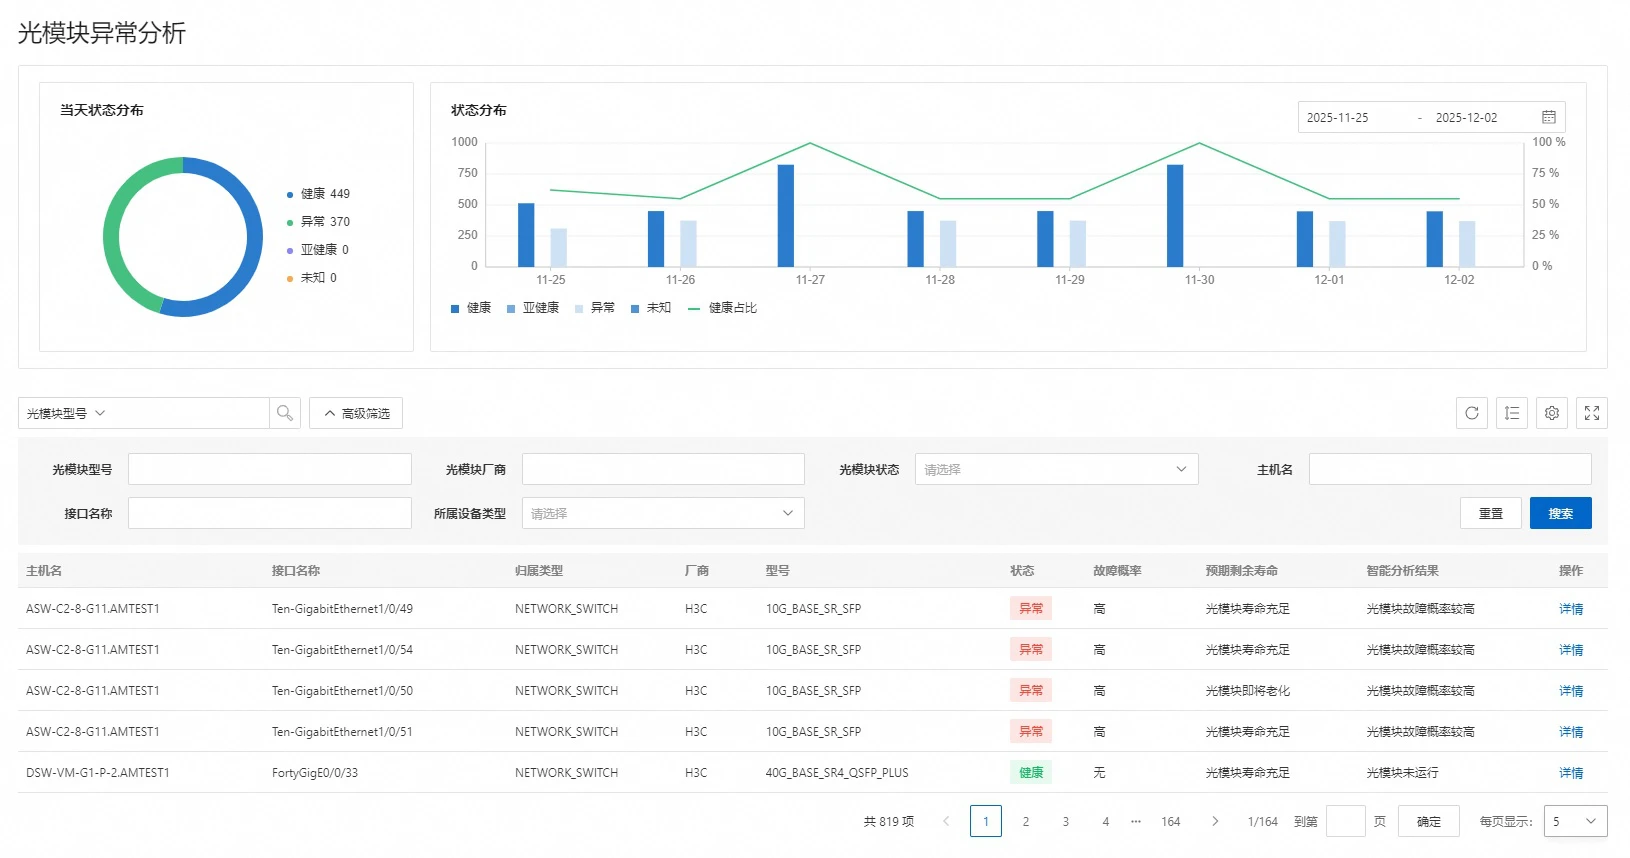 光模块异常分析
当天状态分布
健康 449
异常 370
亚健康 0
未知 0
状态分布
2025-11-25 - 2025-12-02
1000
750
500
250
0
100 %
75 %
50 %
25 %
0 %
11-25 11-26 11-27 11-28 11-29 11-30 12-01 12-02
健康 亚健康 异常 未知 健康占比
光模块型号 高级筛选
光模块型号 光模块厂商 光模块状态 请选择 主机名
接口名称 所属设备类型 请选择 重置 搜索
主机名 接口名称 归属类型 厂商 型号 状态 故障概率 预期剩余寿命 智能分析结果 操作
ASW-C2-8-G11.AMTEST1 Ten-GigabitEthernet1/0/49 NETWORK_SWITCH H3C 10G_BASE_SR_SFP 异常 高 光模块寿命充足 光模块故障概率较高 详情
ASW-C2-8-G11.AMTEST1 Ten-GigabitEthernet1/0/54 NETWORK_SWITCH H3C 10G_BASE_SR_SFP 异常 高 光模块寿命充足 光模块故障概率较高 详情
ASW-C2-8-G11.AMTEST1 Ten-GigabitEthernet1/0/50 NETWORK_SWITCH H3C 10G_BASE_SR_SFP 异常 高 光模块即将老化 光模块故障概率较高 详情
ASW-C2-8-G11.AMTEST1 Ten-GigabitEthernet1/0/51 NETWORK_SWITCH H3C 10G_BASE_SR_SFP 异常 高 光模块寿命充足 光模块故障概率较高 详情
DSW-VM-G1-P-2.AMTEST1 FortyGigE0/0/33 NETWORK_SWITCH H3C 40G_BASE_SR4_QSFP_PLUS 健康 无 光模块寿命充足 光模块未运行 详情
共 819 项 1 2 3 4 ··· 164 1/164 到第 页 确定 每页显示: 5